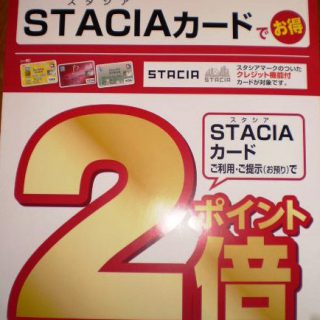 スタシア
STACIAカードでお得
STACIA
STACIA
スタシアマークのついた
クレジット機能付
カードが対象です。
スタシア
STACIA
カード
ご利用・ご提示(お預り)で
2ポイント
倍